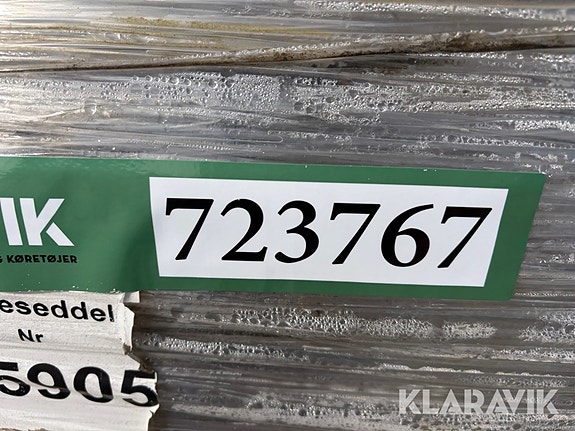 IK
723767
& KØRETØJER
eseddel
Nr
5905
KLARAVIK